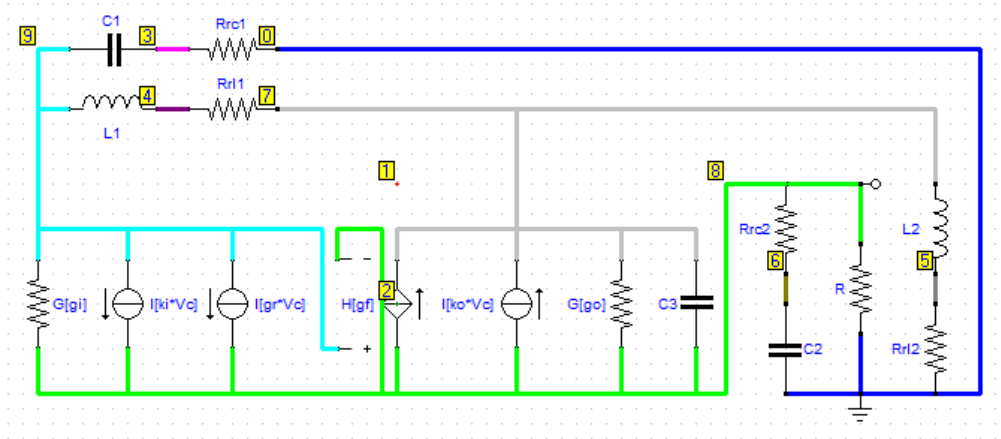 C1 Rrc1
9 3 0
Rrl1
4 7
L1
1 8
Rrc2 L2
6 5
G[gi] I[ki*Vc] I[gr*Vc] H[gf] 2 I[ko*Vc] G[go] C3 R
- -
- +
C2 Rrl2